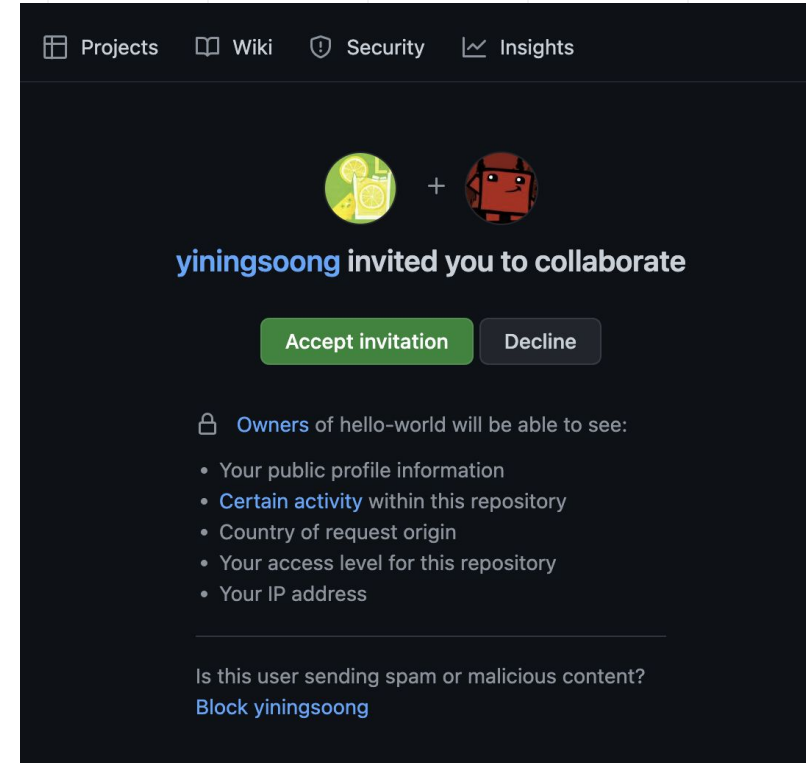 Projects Wiki Security Insights
+
yiningsoong invited you to collaborate
Accept invitation Decline
Owners of hello-world will be able to see:
• Your public profile information
• Certain activity within this repository
• Country of request origin
• Your access level for this repository
• Your IP address
Is this user sending spam or malicious content?
Block yiningsoong